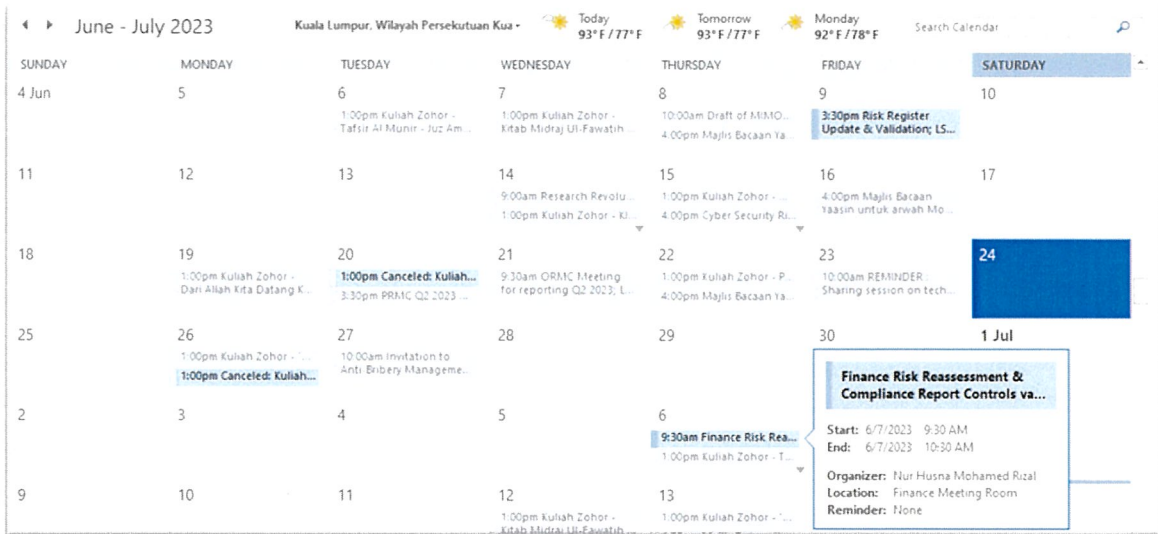 June - July 2023
Kuala Lumpur, Wilayah Persekutuan Kua
Today
93°F/77°F
Tomorrow
93°F/77°F
Monday
92°F/78°F
Search Calendar
SUNDAY MONDAY TUESDAY WEDNESDAY THURSDAY FRIDAY SATURDAY
4 Jun 5 6 7 8 9 10
1:00pm Kuliah Zohor -
Tafsir Al Munir - Juz Am...
1:00pm Kuliah Zohor -
Kitab Midraj Ul-Fawatih ...
10:00am Draft of MIMO...
4:00pm Majlis Bacaan Ya...
3:30pm Risk Register
Update & Validation; LS...
11 12 13 14 15 16 17
9:00am Research Revolu...
1:00pm Kuliah Zohor - Ki...
1:00pm Kuliah Zohor - ...
4:00pm Cyber Security Ri...
4:00pm Majlis Bacaan
Yaasin untuk arwah Mo...
18 19 20 21 22 23 24
1:00pm Kuliah Zohor -
Dari Allah Kita Datang K...
1:00pm Canceled: Kuliah...
3:30pm PRMC Q2 2023 ...
9:30am ORMC Meeting
for reporting Q2 2023; L...
1:00pm Kuliah Zohor - P...
4:00pm Majlis Bacaan Ya...
10:00am REMINDER :
Sharing session on tech...
25 26 27 28 29 30 1 Jul
1:00pm Kuliah Zohor - '...
1:00pm Canceled: Kuliah...
10:00am Invitation to
Anti Bribery Manageme...
2 3 4 5 6
9:30am Finance Risk Rea...
1:00pm Kuliah Zohor - T...
Finance Risk Reassessment &
Compliance Report Controls va...
Start: 6/7/2023 9:30 AM
End: 6/7/2023 10:30 AM
Organizer: Nur Husna Mohamed Rizal
Location: Finance Meeting Room
Reminder: None
9 10 11 12 13
1:00pm Kuliah Zohor -
Kitab Midraj Ul-Fawatih
1:00pm Kuliah Zohor - '...